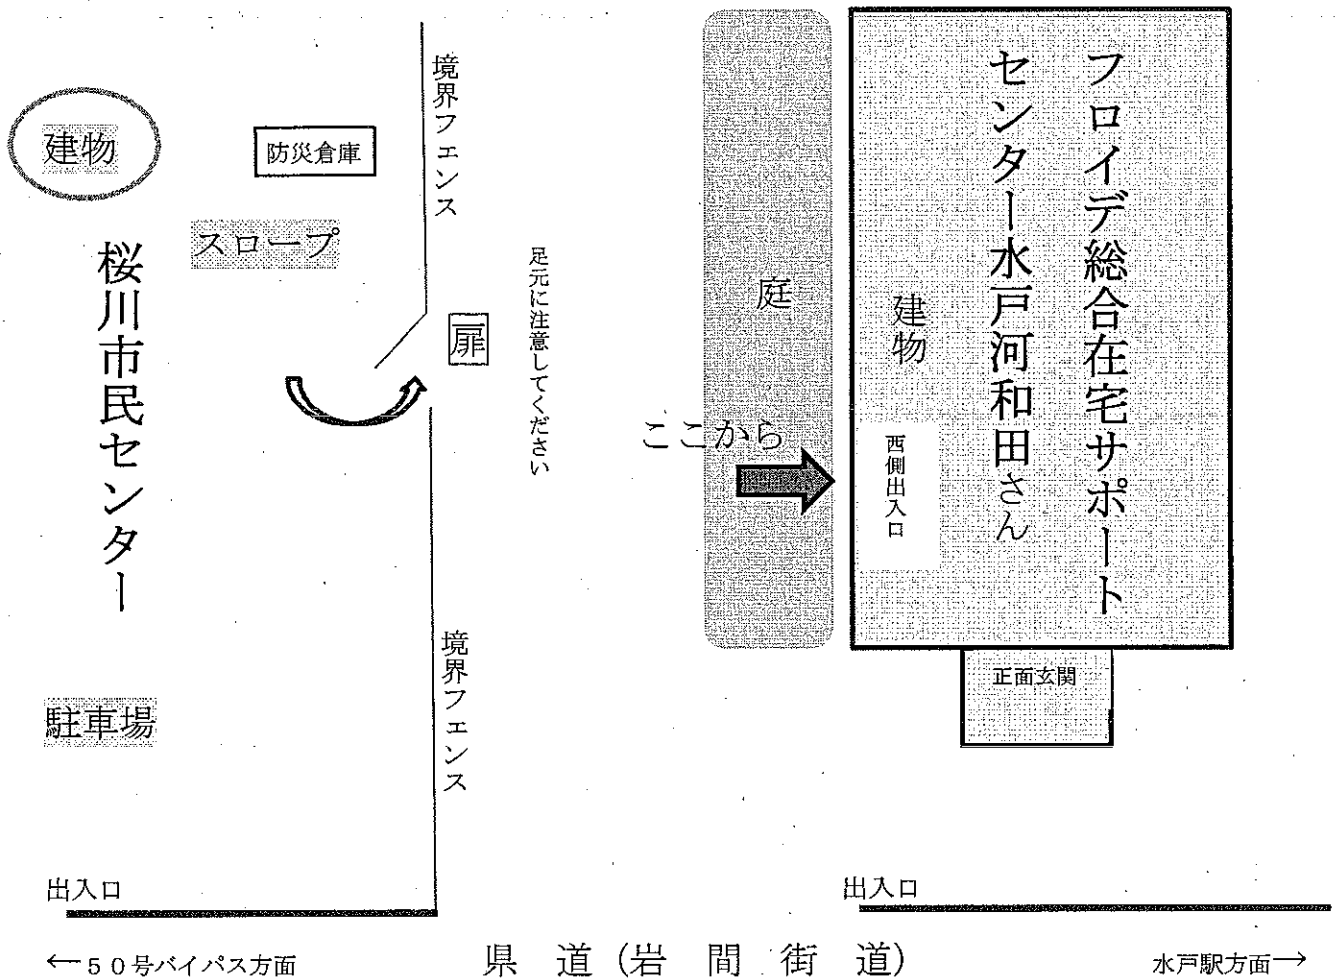 建物
防災倉庫
スロープ
桜川市民センター
駐車場
境界フェンス
扉
足元に注意してください
境界フェンス
庭
ここから
フロイデ総合在宅サポート
センター水戸河和田さん
建物
西側出入口
正面玄関
出入口
出入口
←50号バイパス方面
県道(岩間街道)
水戸駅方面→